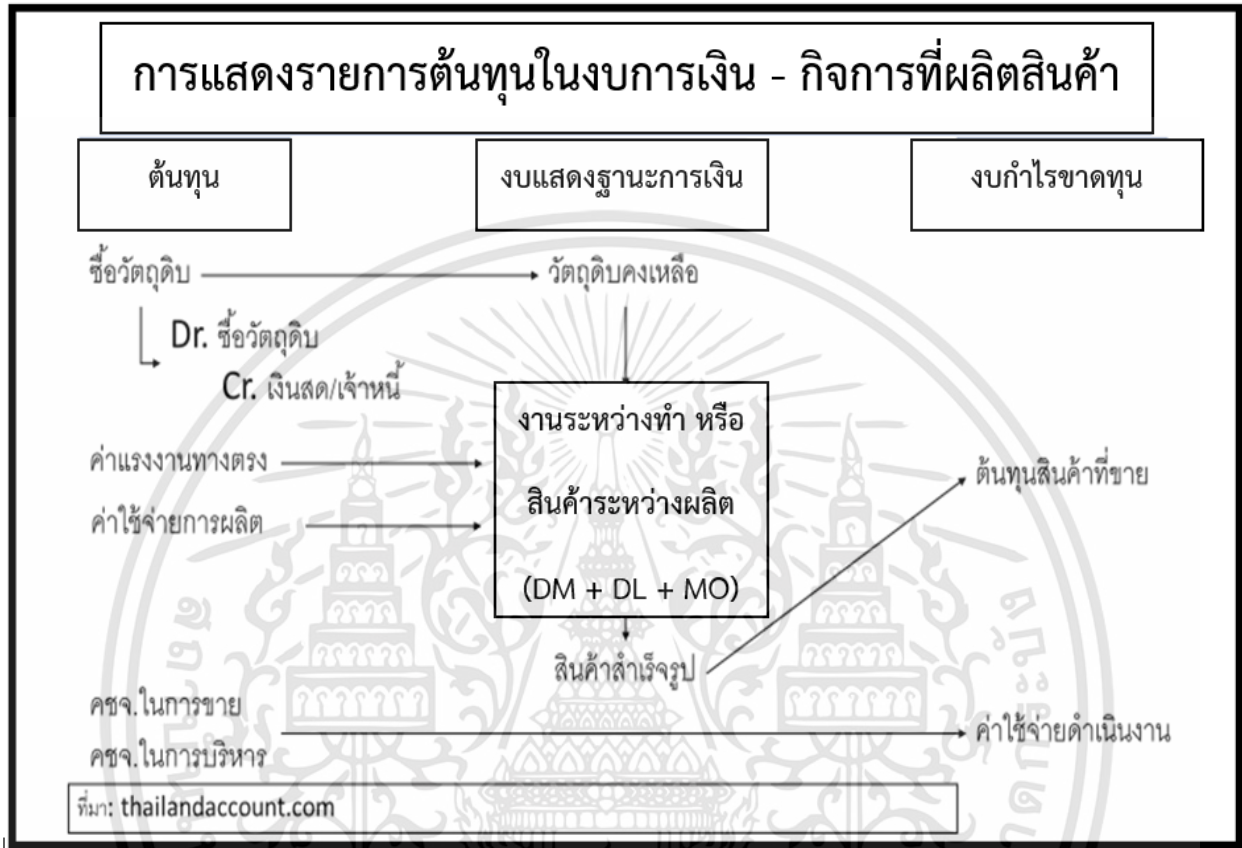 การแสดงรายการต้นทุนในงบการเงิน - กิจการที่ผลิตสินค้า
ต้นทุน
งบแสดงฐานะการเงิน
งบกำไรขาดทุน
ซื้อวัตถุดิบ
วัตถุดิบคงเหลือ
Dr. ซื้อวัตถุดิบ
Cr. เงินสด/เจ้าหนี้
งานระหว่างทำ หรือ
สินค้าระหว่างผลิต
(DM + DL + MO)
ค่าแรงงานทางตรง
ค่าใช้จ่ายการผลิต
ต้นทุนสินค้าที่ขาย
สินค้าสำเร็จรูป
คชจ.ในการขาย
คชจ.ในการบริหาร
ค่าใช้จ่ายดำเนินงาน
ที่มา: thailandaccount.com